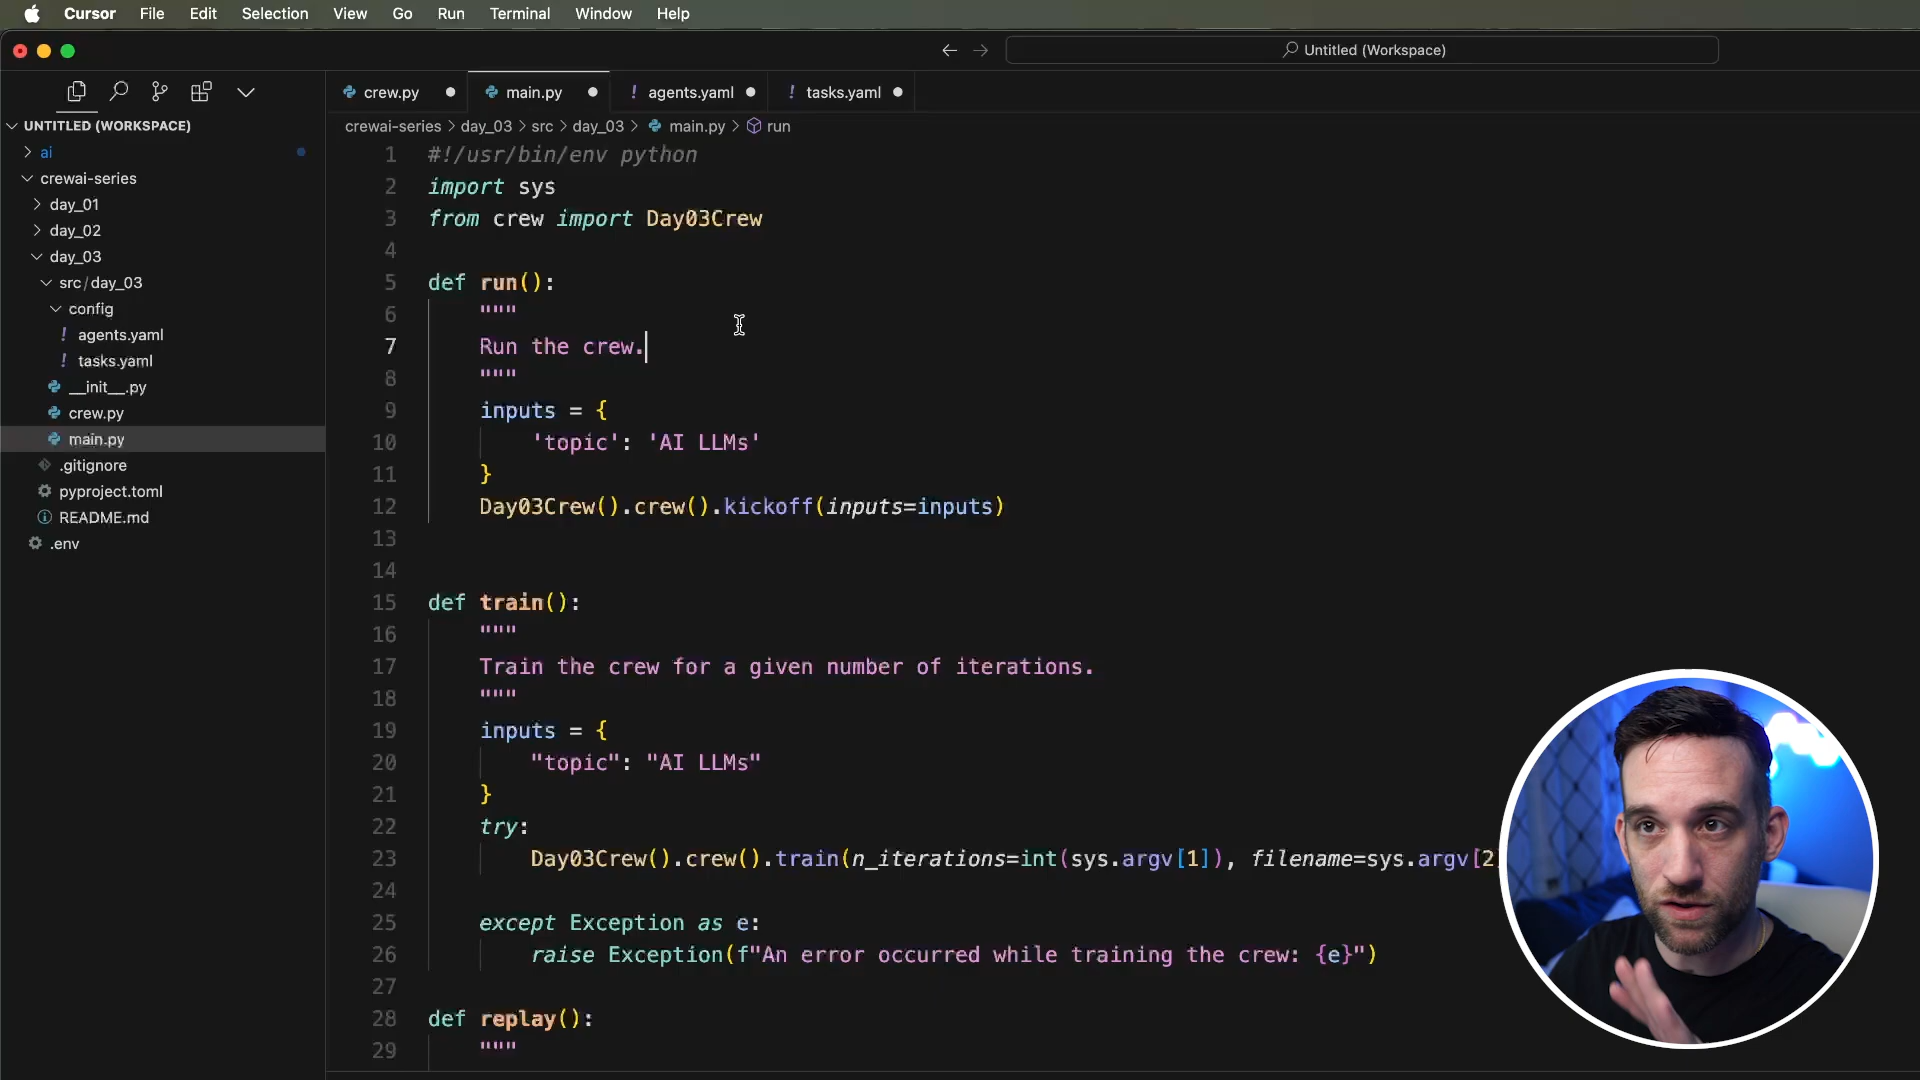 Cursor File Edit Selection View Go Run Terminal Window Help
Untitled (Workspace)
crew.py main.py ! agents.yaml ! tasks.yaml
UNTITLED (WORKSPACE)
crewai-series > day_03 > src > day_03 > main.py > run
ai
crewai-series
day_01
day_02
day_03
src/day_03
config
! agents.yaml
! tasks.yaml
__init__.py
crew.py
main.py
.gitignore
pyproject.toml
README.md
.env
1 #!/usr/bin/env python
2 import sys
3 from crew import Day03Crew
4
5 def run():
6 """
7 Run the crew.
8 """
9 inputs = {
10 'topic': 'AI LLMs'
11 }
12 Day03Crew().crew().kickoff(inputs=inputs)
13
14
15 def train():
16 """
17 Train the crew for a given number of iterations.
18 """
19 inputs = {
20 "topic": "AI LLMs"
21 }
22 try:
23 Day03Crew().crew().train(n_iterations=int(sys.argv[1]), filename=sys.argv[2
24
25 except Exception as e:
26 raise Exception(f"An error occurred while training the crew: {e}")
27
28 def replay():
29 """